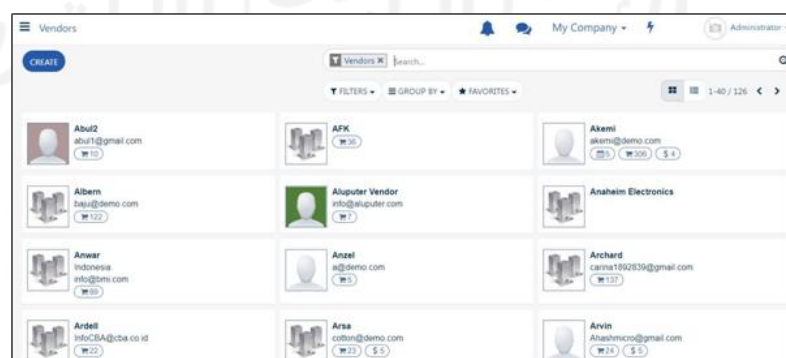 Vendors
My Company
Administrator
CREATE
Vendors × Search...
FILTERS GROUP BY FAVORITES
1-40 / 126
Abul2
abult1@gmail.com
10
AFK
36
Akemi
akemi@demo.com
5 306 $ 4
Albern
baju@demo.com
122
Aluputer Vendor
info@aluputer.com
7
Anaheim Electronics
Anwar
Indonesia
info@bmi.com
99
Anzel
a@demo.com
5
Archard
carina1892839@gmail.com
137
Ardell
InfoCBA@cba.co.id
22
Arsa
cotton@demo.com
23 $ 5
Arvin
Ahashmicro@gmail.com
24 $ 5